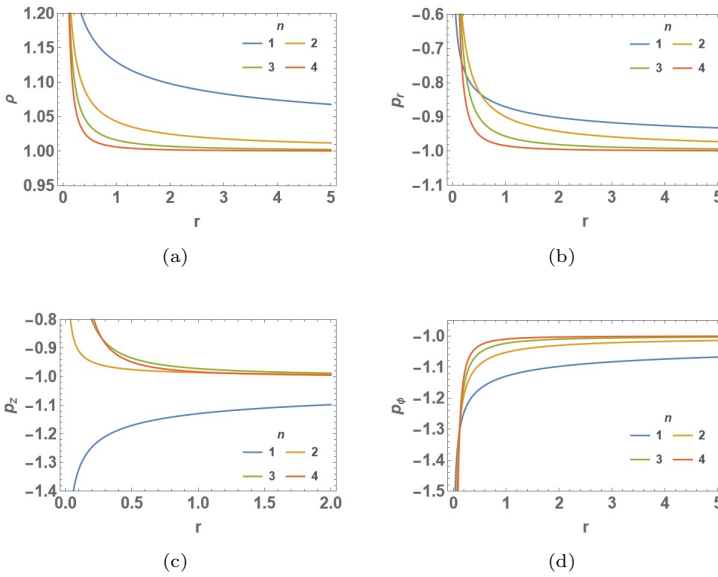 1.20
1.15
1.10
1.05
1.00
0.95
ρ
n
1 2
3 4
0 1 2 3 4 5
r
(a)
-0.6
-0.7
-0.8
-0.9
-1.0
-1.1
p_r
n
1 2
3 4
0 1 2 3 4 5
r
(b)
-0.8
-0.9
-1.0
-1.1
-1.2
-1.3
-1.4
p_z
n
1 2
3 4
0.0 0.5 1.0 1.5 2.0
r
(c)
-1.0
-1.1
-1.2
-1.3
-1.4
-1.5
p_ϕ
n
1 2
3 4
0 1 2 3 4 5
r
(d)